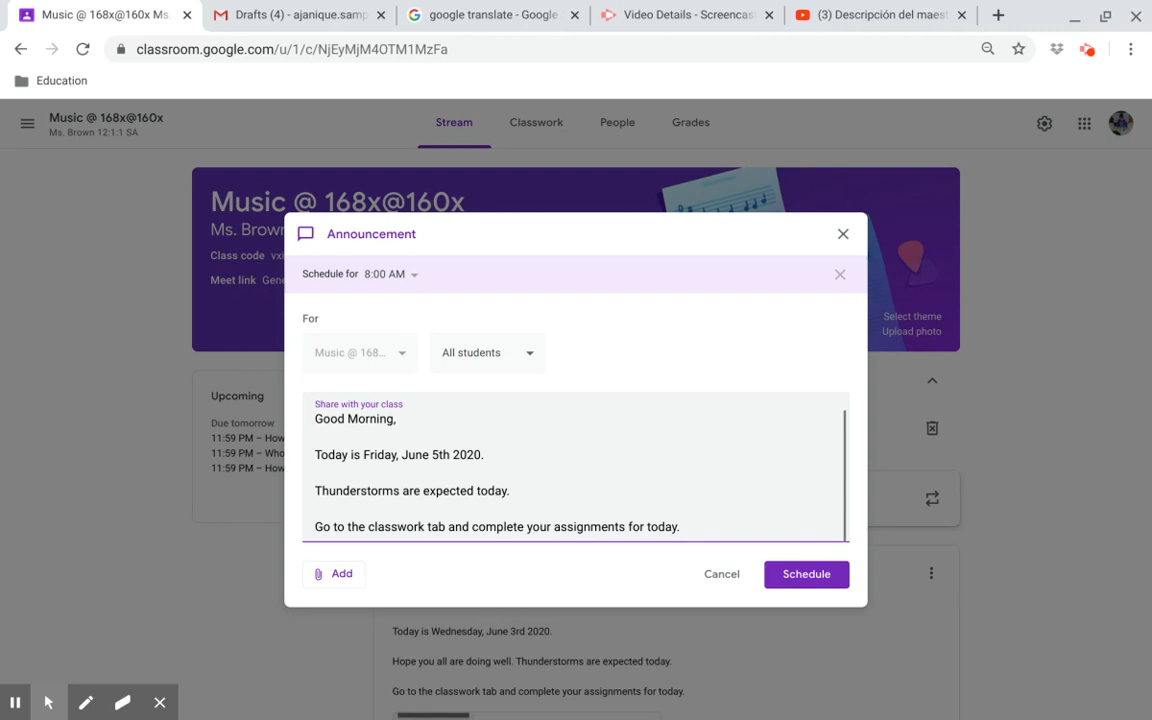 Music @ 168x@160x Ms.
Drafts (4) - ajanique.samp
google translate - Google
Video Details - Screencas
(3) Descripción del maest
classroom.google.com/u/1/c/NjEyMjM4OTM1MzFa
Education
Music @ 168x@160x
Ms. Brown 12:1:1 SA
Stream
Classwork
People
Grades
Music @ 168x@160x
Ms. Brown
Class code vxi
Meet link Gene
Select theme
Upload photo
Announcement
Schedule for 8:00 AM
For
Music @ 168...
All students
Share with your class
Good Morning,
Today is Friday, June 5th 2020.
Thunderstorms are expected today.
Go to the classwork tab and complete your assignments for today.
Add
Cancel
Schedule
Upcoming
Due tomorrow
11:59 PM – How
11:59 PM – Who
11:59 PM – How
Today is Wednesday, June 3rd 2020.
Hope you all are doing well. Thunderstorms are expected today.
Go to the classwork tab and complete your assignments for today.